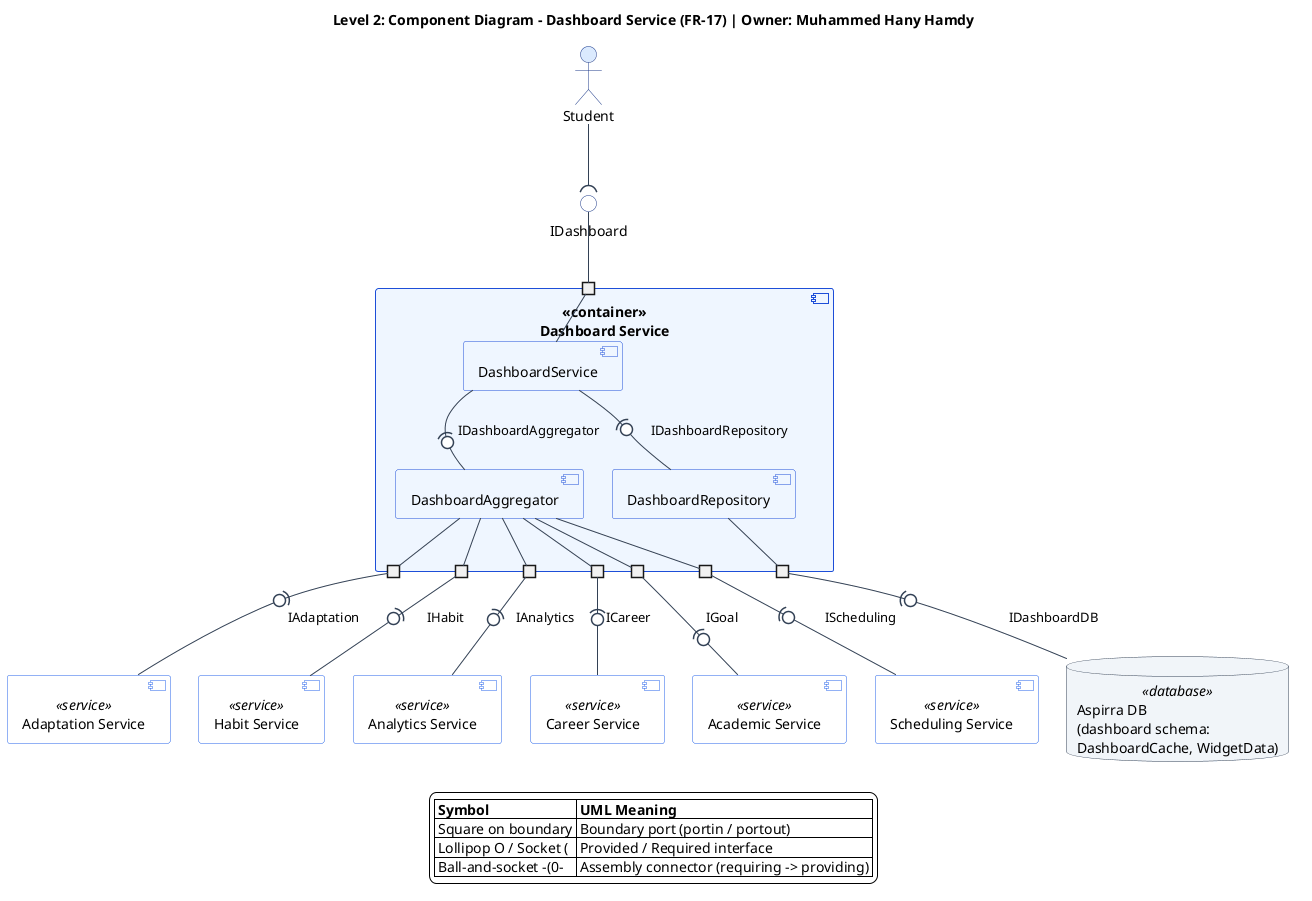 Level 2: Component Diagram - Dashboard Service (FR-17) | Owner: Muhammed Hany Hamdy
Student
IDashboard
«container»
Dashboard Service
DashboardService
IDashboardAggregator
IDashboardRepository
DashboardAggregator
DashboardRepository
IAdaptation
IHabit
IAnalytics
ICareer
IGoal
IScheduling
IDashboardDB
«service»
Adaptation Service
«service»
Habit Service
«service»
Analytics Service
«service»
Career Service
«service»
Academic Service
«service»
Scheduling Service
«database»
Aspirra DB
(dashboard schema:
DashboardCache, WidgetData)
Symbol UML Meaning
Square on boundary Boundary port (portin / portout)
Lollipop O / Socket ( Provided / Required interface
Ball-and-socket -(0- Assembly connector (requiring -> providing)